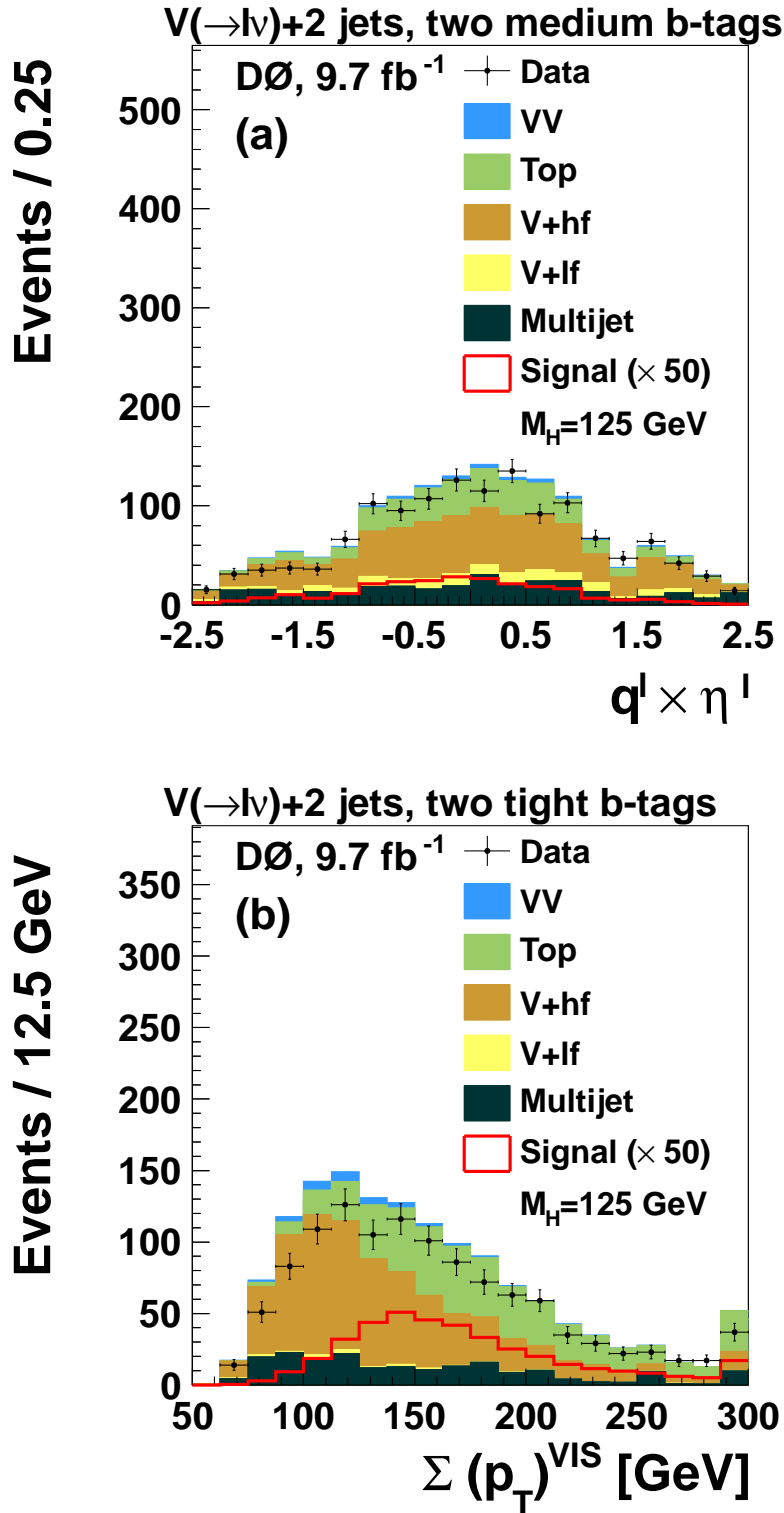 V(→lν)+2 jets, two medium b-tags
DØ, 9.7 fb⁻¹
(a)
Data
VV
Top
V+hf
V+lf
Multijet
Signal (× 50)
M_H=125 GeV
Events / 0.25
500
400
300
200
100
0
-2.5 -1.5 -0.5 0.5 1.5 2.5
qˡ × ηˡ
V(→lν)+2 jets, two tight b-tags
DØ, 9.7 fb⁻¹
(b)
Data
VV
Top
V+hf
V+lf
Multijet
Signal (× 50)
M_H=125 GeV
Events / 12.5 GeV
350
300
250
200
150
100
50
0
50 100 150 200 250 300
Σ (p_T)^VIS [GeV]